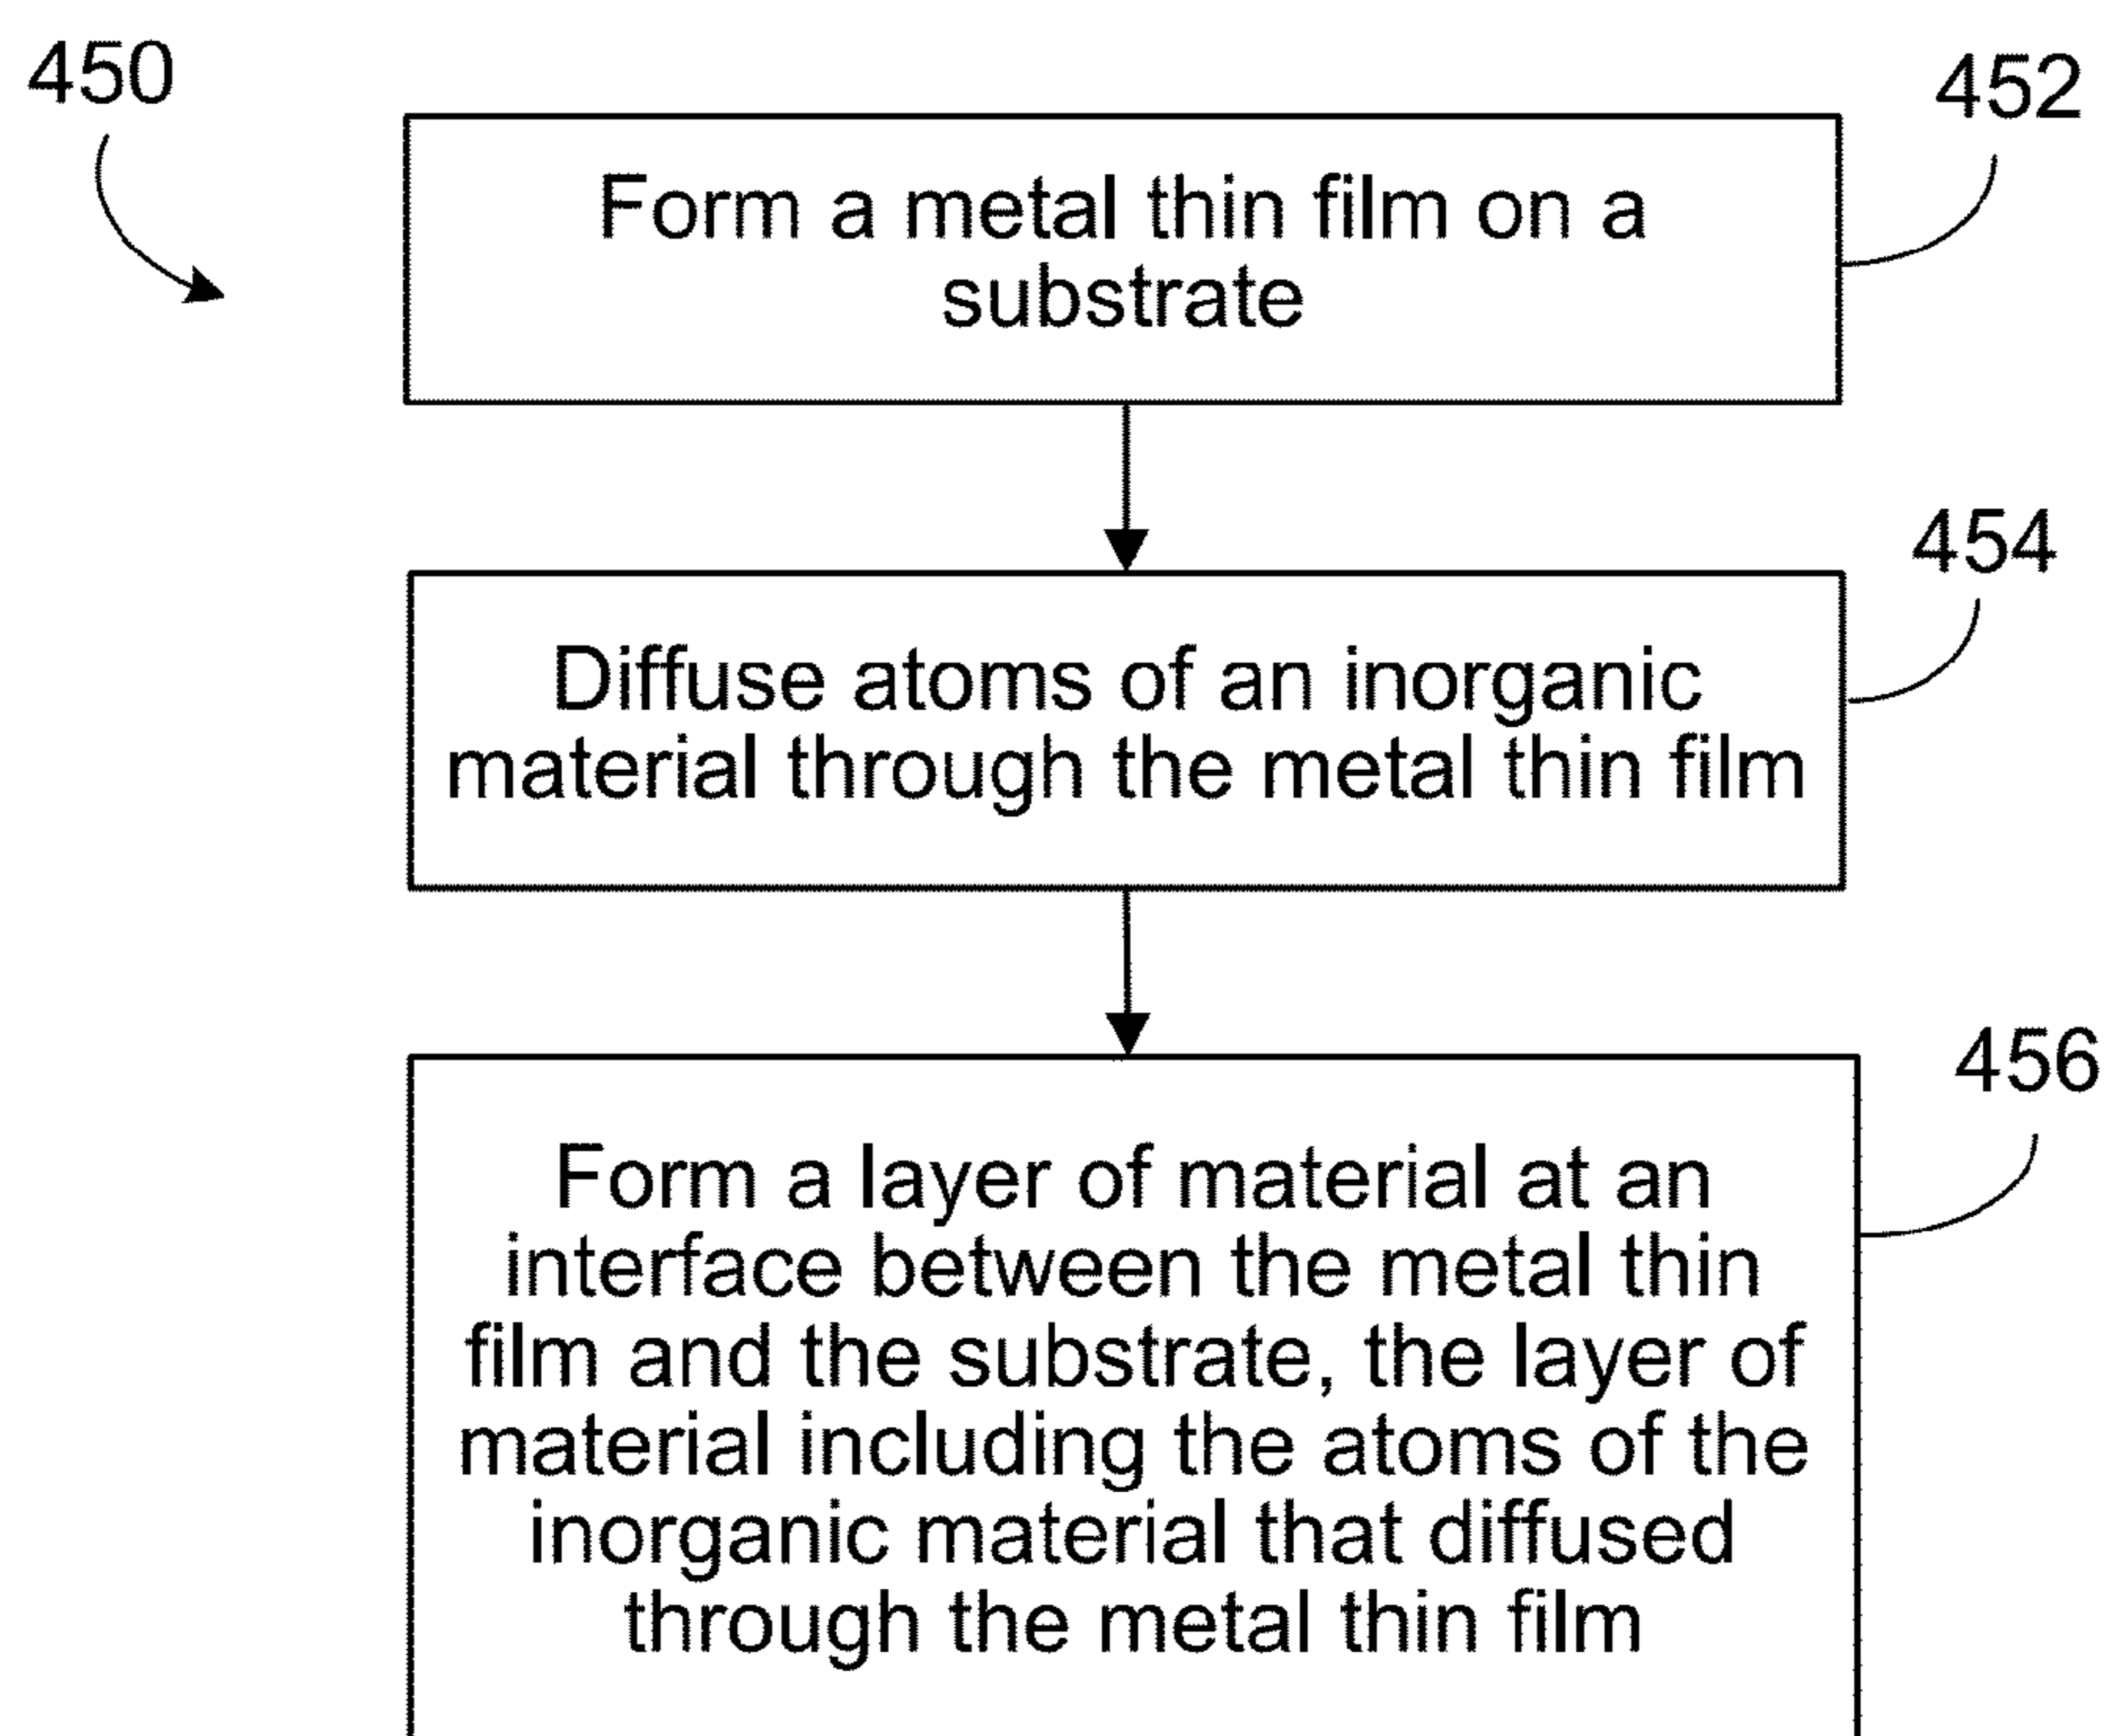 450
452
Form a metal thin film on a
substrate
454
Diffuse atoms of an inorganic
material through the metal thin film
456
Form a layer of material at an
interface between the metal thin
film and the substrate, the layer of
material including the atoms of the
inorganic material that diffused
through the metal thin film